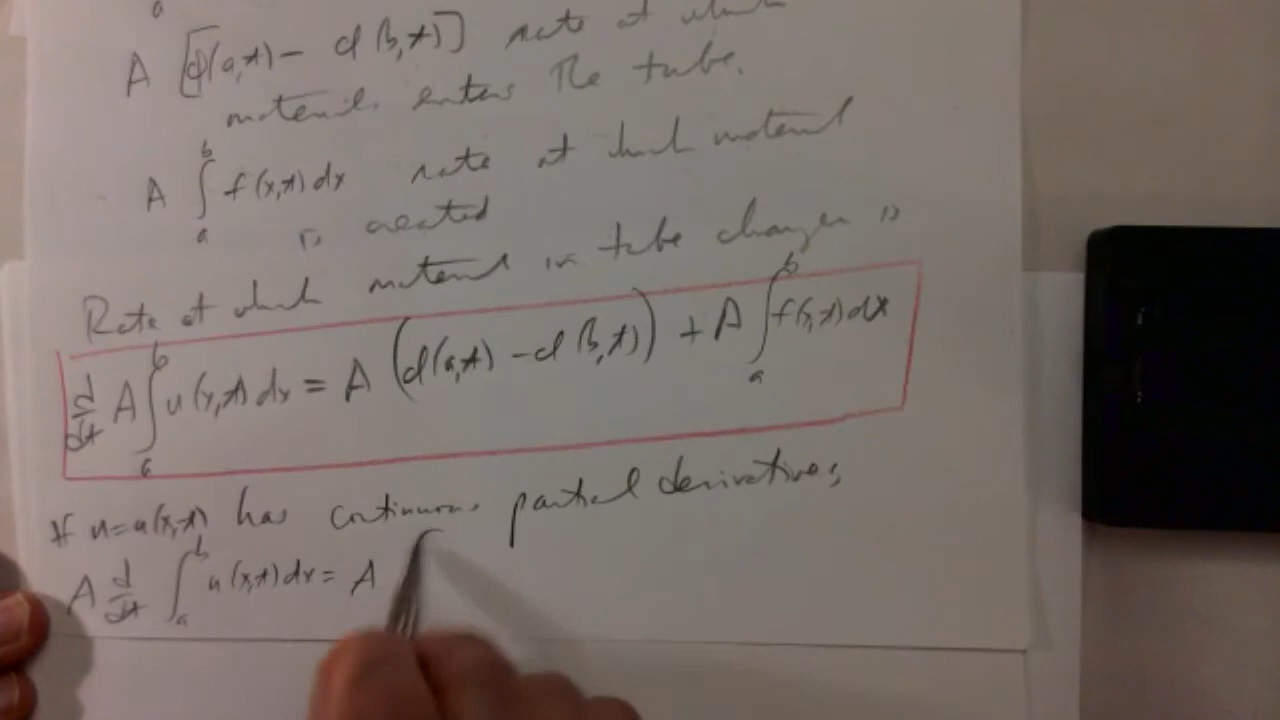 A [ϕ(a,t) − ϕ(b,t)] rate at which
material enters the tube.
A ∫_a^b f(x,t) dx rate at which material
is created
Rate at which material in tube changes is
d/dt A ∫_a^b u(x,t) dx = A (ϕ(a,t) − ϕ(b,t)) + A ∫_a^b f(x,t) dx
If u=u(x,t) has continuous partial derivatives,
A d/dt ∫_a^b u(x,t) dx = A